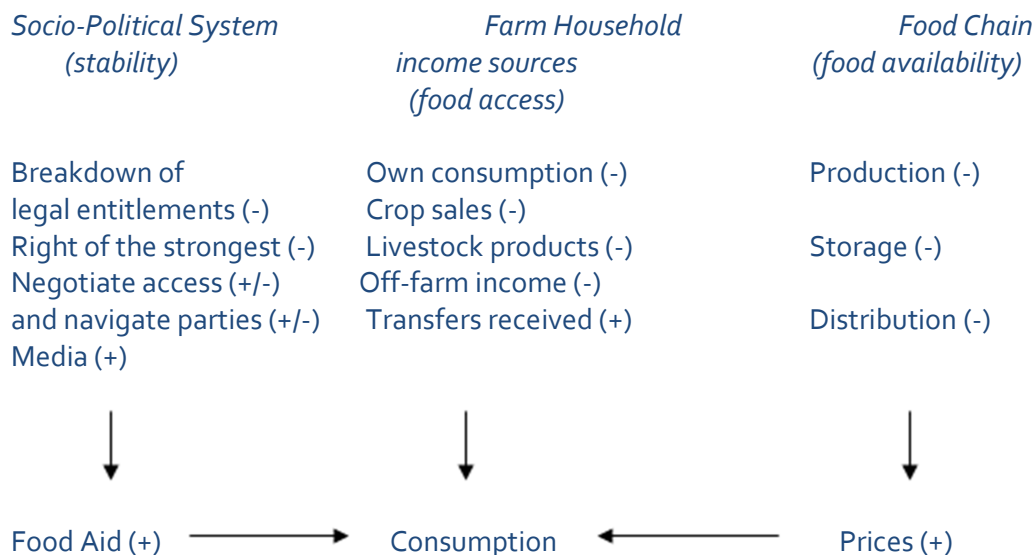 Socio-Political System
(stability)
Farm Household
income sources
(food access)
Food Chain
(food availability)
Breakdown of
legal entitlements (-)
Right of the strongest (-)
Negotiate access (+/-)
and navigate parties (+/-)
Media (+)
Own consumption (-)
Crop sales (-)
Livestock products (-)
Off-farm income (-)
Transfers received (+)
Production (-)
Storage (-)
Distribution (-)
Food Aid (+)
Consumption
Prices (+)